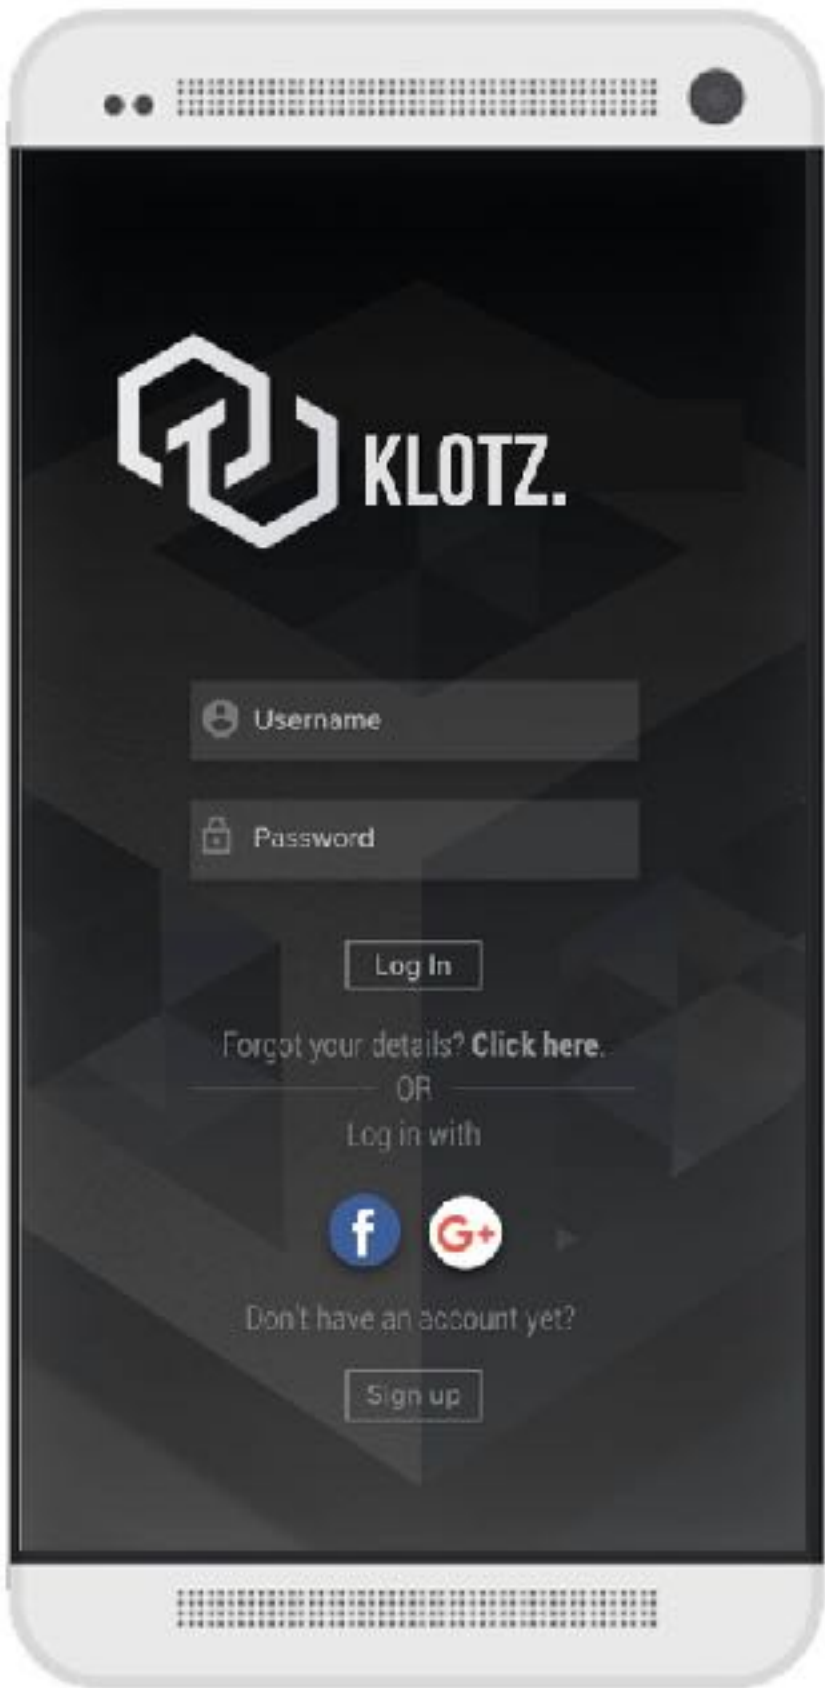 KLOTZ.
Username
Password
Log In
Forgot your details? Click here.
OR
Log in with
f G+
Don't have an account yet?
Sign up